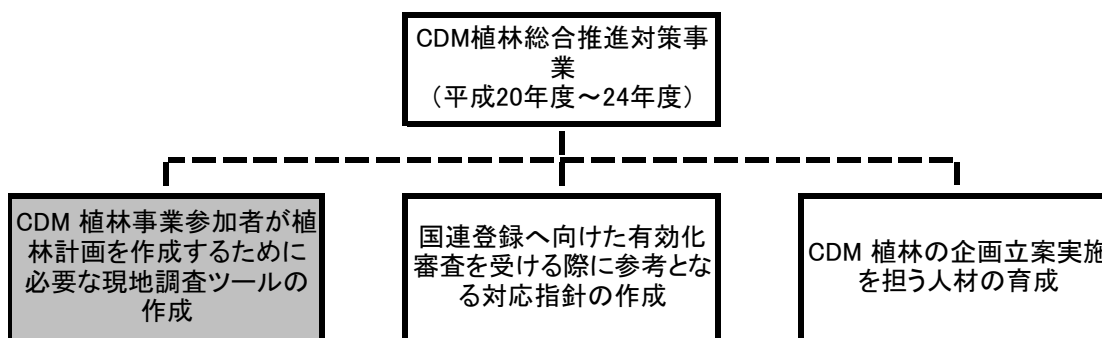 CDM植林総合推進対策事
業
（平成20年度～24年度）
CDM 植林事業参加者が植
林計画を作成するために
必要な現地調査ツールの
作成
国連登録へ向けた有効化
審査を受ける際に参考とな
る対応指針の作成
CDM 植林の企画立案実施
を担う人材の育成